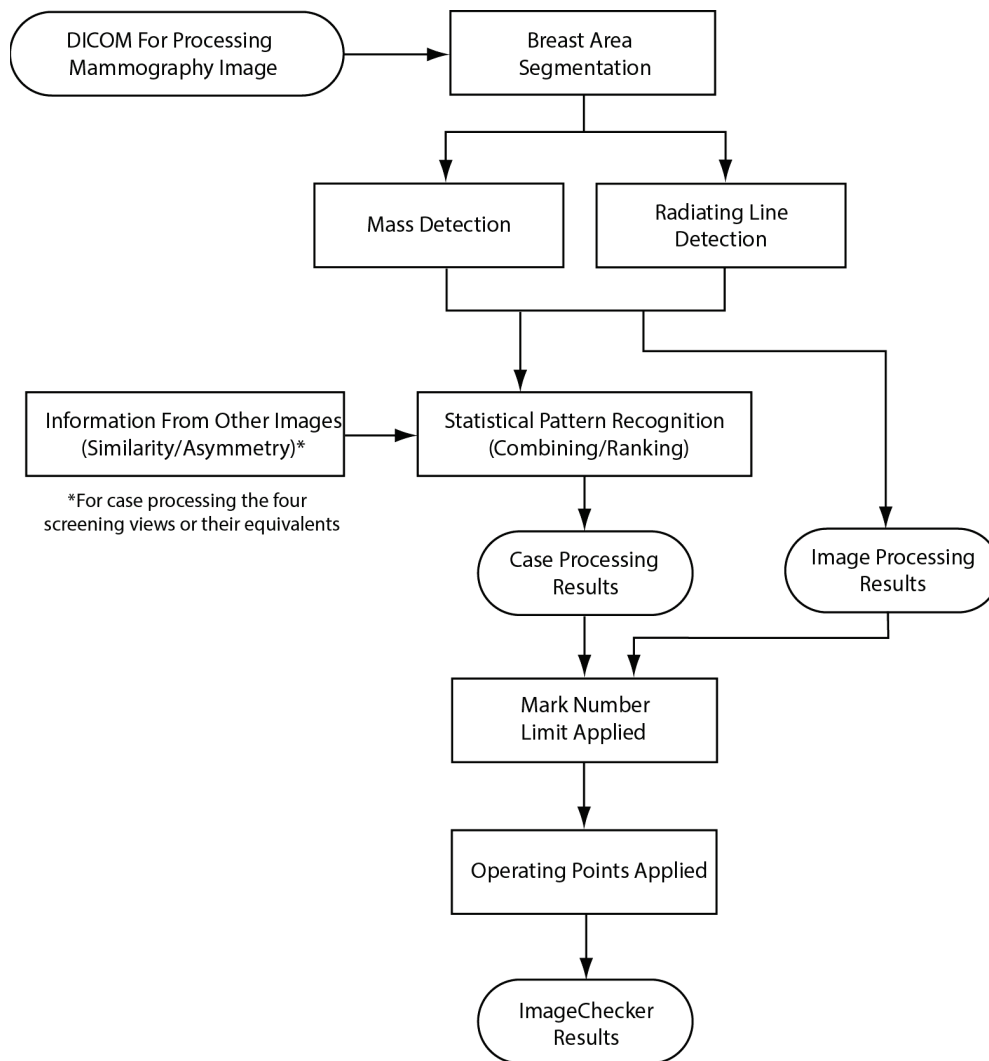 DICOM For Processing
Mammography Image
Breast Area
Segmentation
Mass Detection
Radiating Line
Detection
Information From Other Images
(Similarity/Asymmetry)*
Statistical Pattern Recognition
(Combining/Ranking)
*For case processing the four
screening views or their equivalents
Case Processing
Results
Image Processing
Results
Mark Number
Limit Applied
Operating Points Applied
ImageChecker
Results